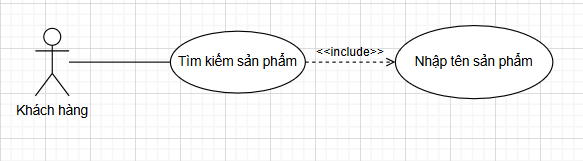 Tìm kiếm sản phẩm
<<include>>
Nhập tên sản phẩm
Khách hàng